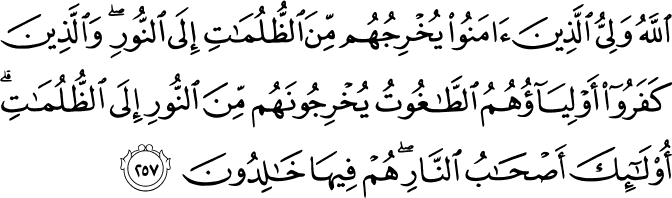 ٱللَّهُ وَلِىُّ ٱلَّذِينَ ءَامَنُوا۟ يُخْرِجُهُم مِّنَ ٱلظُّلُمَـٰتِ إِلَى ٱلنُّورِ ۖ وَٱلَّذِينَ
كَفَرُوٓا۟ أَوْلِيَآؤُهُمُ ٱلطَّـٰغُوتُ يُخْرِجُونَهُم مِّنَ ٱلنُّورِ إِلَى ٱلظُّلُمَـٰتِ ۗ
أُو۟لَـٰٓئِكَ أَصْحَـٰبُ ٱلنَّارِ ۖ هُمْ فِيهَا خَـٰلِدُونَ ٢٥٧